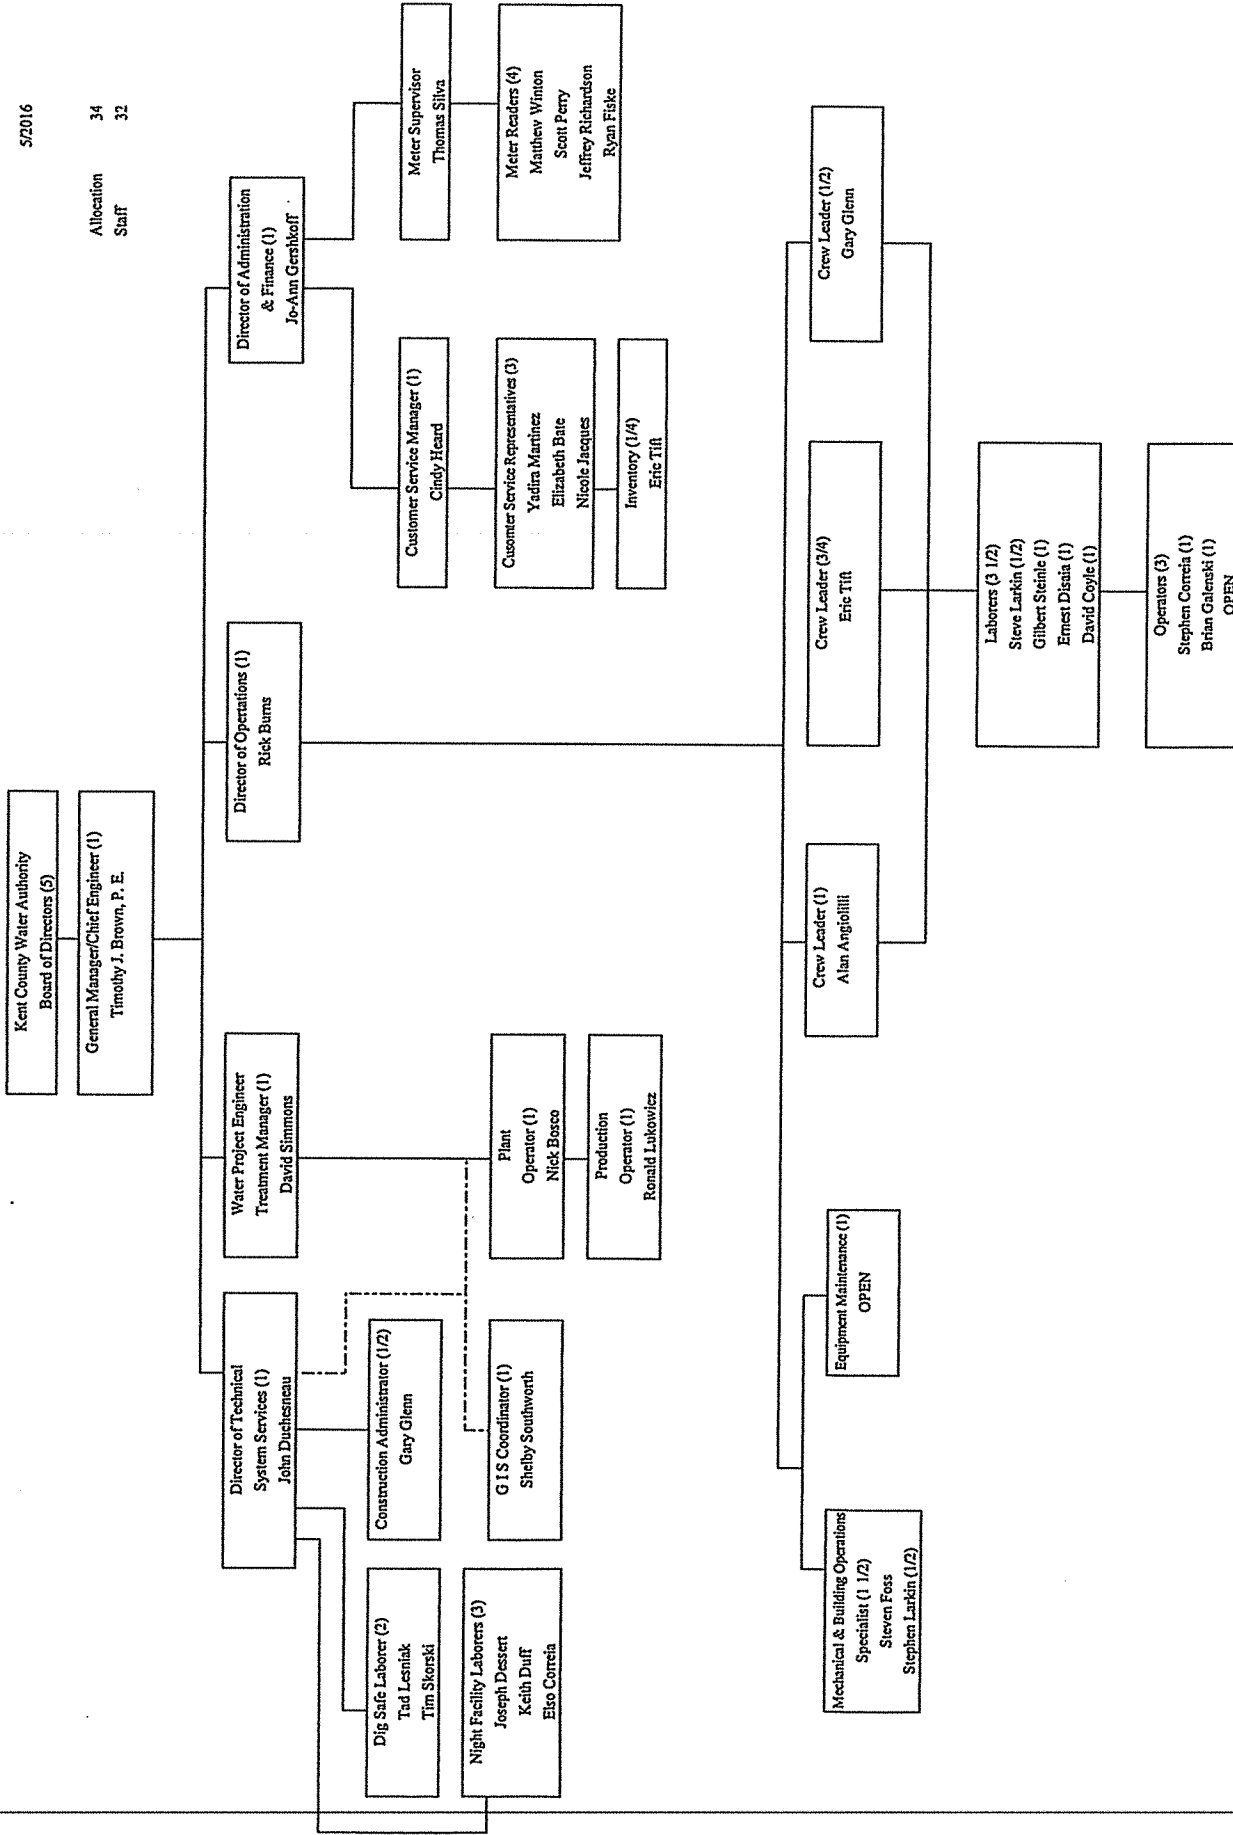 5/2016
Allocation 34
Staff 32
Kent County Water Authority
Board of Directors (5)
General Manager/Chief Engineer (1)
Timothy J. Brown, P. E.
Director of Technical
System Services (1)
John Duchesneau
Water Project Engineer
Treatment Manager (1)
David Simmons
Director of Opertations (1)
Rick Burns
Director of Administration
& Finance (1)
Jo-Ann Gershkoff
Dig Safe Laborer (2)
Tad Lesniak
Tim Skorski
Construction Administrator (1/2)
Gary Glenn
Customer Service Manager (1)
Cindy Heard
Meter Supervisor
Thomas Silva
Night Facility Laborers (3)
Joseph Dessert
Keith Duff
Elso Correia
G I S Coordinator (1)
Shelby Southworth
Plant
Operator (1)
Nick Bosco
Production
Operator (1)
Ronald Lukowicz
Cusomter Service Representatives (3)
Yadira Martinez
Elizabeth Bate
Nicole Jacques
Inventory (1/4)
Eric Tift
Meter Readers (4)
Matthew Winton
Scott Perry
Jeffrey Richardson
Ryan Fiske
Mechanical & Building Operations
Specialist (1 1/2)
Steven Foss
Stephen Larkin (1/2)
Equipment Maintenance (1)
OPEN
Crew Leader (1)
Alan Angiolilli
Crew Leader (3/4)
Eric Tift
Crew Leader (1/2)
Gary Glenn
Laborers (3 1/2)
Steve Larkin (1/2)
Gilbert Steinle (1)
Ernest Disaia (1)
David Coyle (1)
Operators (3)
Stephen Correia (1)
Brian Galenski (1)
OPEN